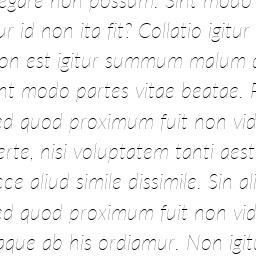 egare non possum. Sint modo
ur id non ita fit? Collatio igitur
on est igitur summum malum
nt modo partes vitae beatae.
ed quod proximum fuit non vid
erte, nisi voluptatem tanti aest
cce aliud simile dissimile. Sin ali
ed quod proximum fuit non vid
aque ab his ordiamur. Non igitu